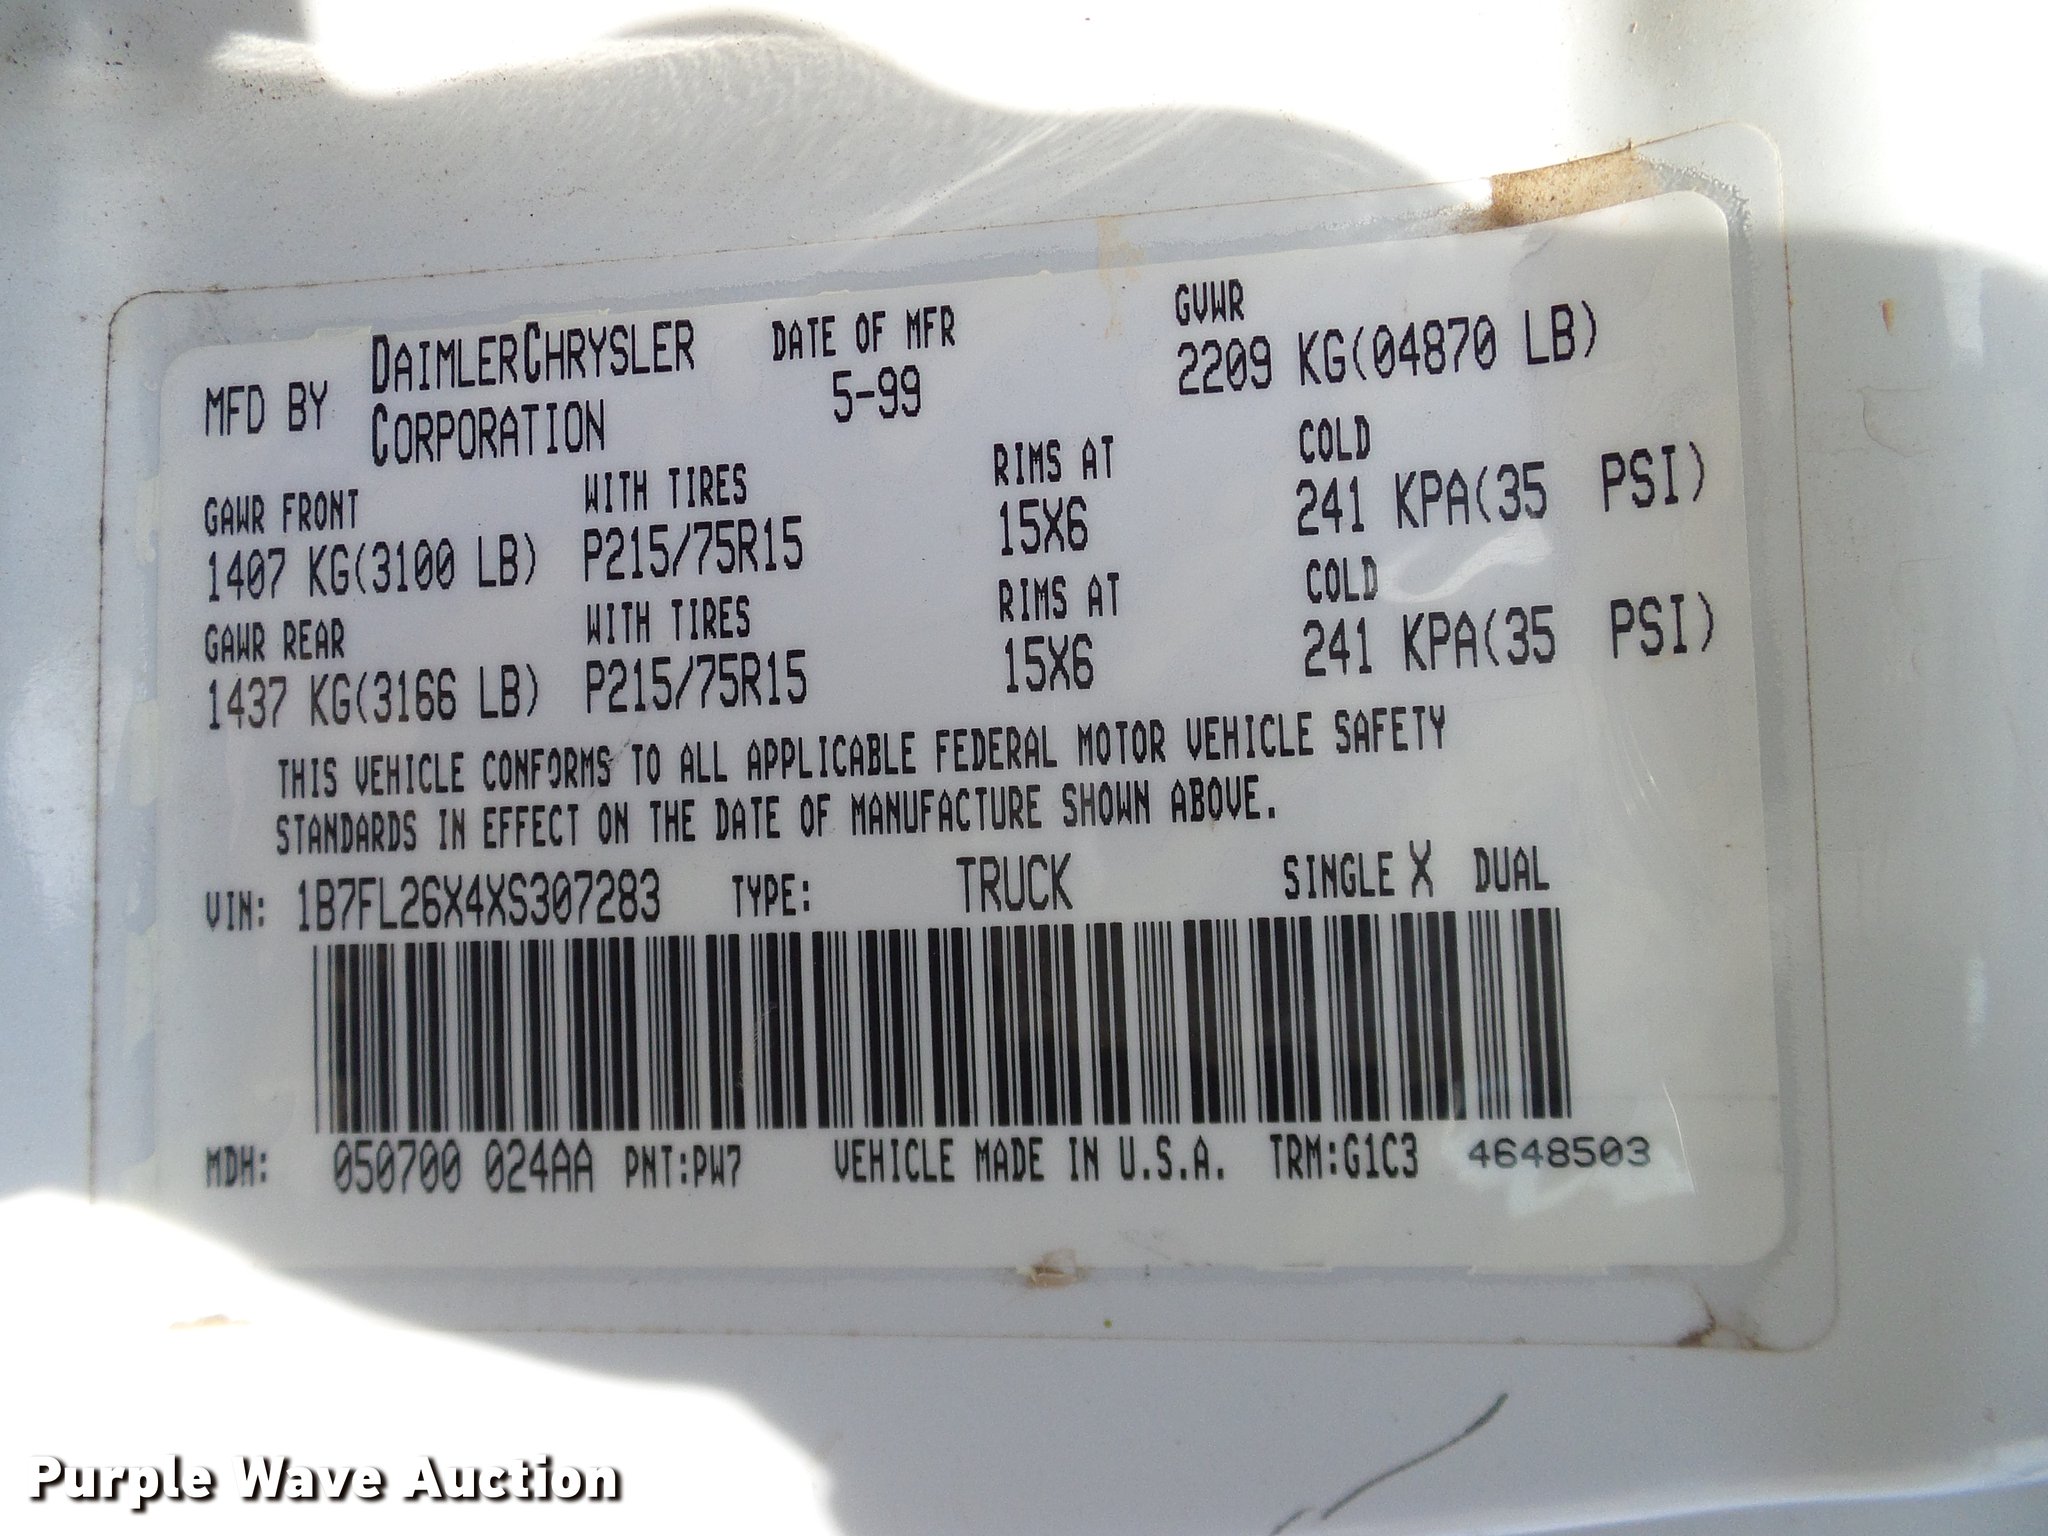 MFD BY DAIMLERCHRYSLER CORPORATION
DATE OF MFR
5-99
GVWR
2209 KG(04870 LB)
GAWR FRONT WITH TIRES RIMS AT COLD
1407 KG(3100 LB) P215/75R15 15X6 241 KPA(35 PSI)
GAWR REAR WITH TIRES RIMS AT COLD
1437 KG(3166 LB) P215/75R15 15X6 241 KPA(35 PSI)
THIS VEHICLE CONFORMS TO ALL APPLICABLE FEDERAL MOTOR VEHICLE SAFETY
STANDARDS IN EFFECT ON THE DATE OF MANUFACTURE SHOWN ABOVE.
VIN: 1B7FL26X4XS307283 TYPE: TRUCK SINGLE X DUAL
MDH: 050700 024AA PNT:PW7 VEHICLE MADE IN U.S.A. TRM:G1C3 4648503
Purple Wave Auction